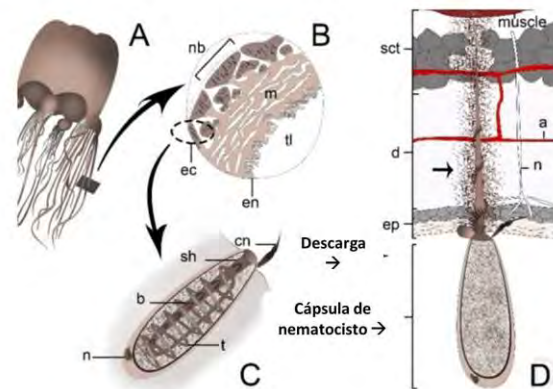 A
B
nb
m
tl
ec
en
cn
sh
b
n
t
C
Descarga
→
Cápsula de
nematocisto →
muscle
sct
a
d
n
ep
D